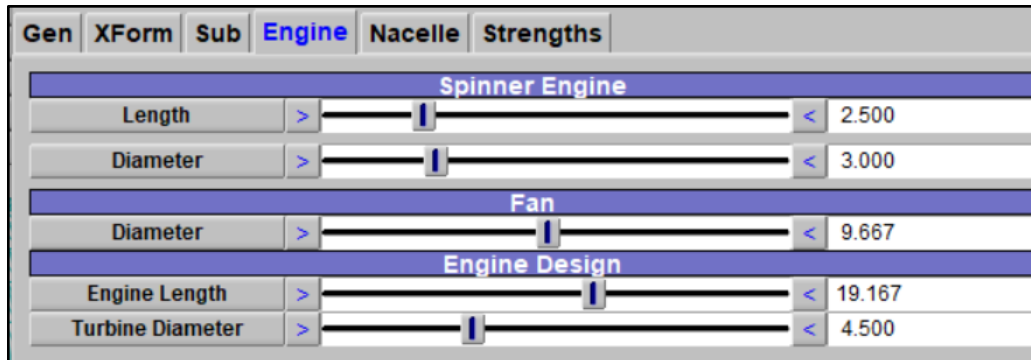 Gen XForm Sub Engine Nacelle Strengths
Spinner Engine
Length > < 2.500
Diameter > < 3.000
Fan
Diameter > < 9.667
Engine Design
Engine Length > < 19.167
Turbine Diameter > < 4.500